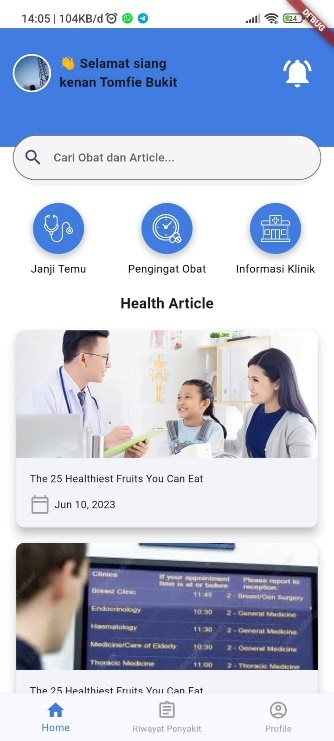 14:05 | 104KB/d
24
DEBUG
👋 Selamat siang
kenan Tomfie Bukit
Cari Obat dan Article...
Janji Temu
Pengingat Obat
Informasi Klinik
Health Article
The 25 Healthiest Fruits You Can Eat
Jun 10, 2023
Clinics If your appointment time is at or before Please report to reception:
Breast Clinic 11:45 2 - Breast/Gen Surgery
Endocrinology 10:30 2 - General Medicine
Haematology 11:30 2 - General Medicine
Medicine/Care of Elderly 10:30 2 - General Medicine
Thoracic Medicine 11:00 2 - Thoracic Medicine
The 25 Healthiest Fruits You Can Eat
Home
Riwayat Penyakit
Profile